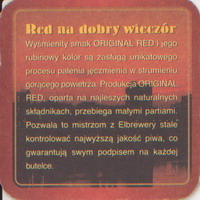 Red na dobry wieczór
Wyśmienity smak ORIGINAL RED i jego
rubinowy kolor są zasługą unikatowego
procesu palenia jęczmienia w strumieniu
gorącego powietrza. Produkcja ORIGINAL
RED, oparta na najlepszych naturalnych
składnikach, przebiega małymi partiami.
Pozwala to mistrzom z Elbrewery stale
kontrolować najwyższą jakość piwa, co
gwarantują swym podpisem na każdej
butelce.